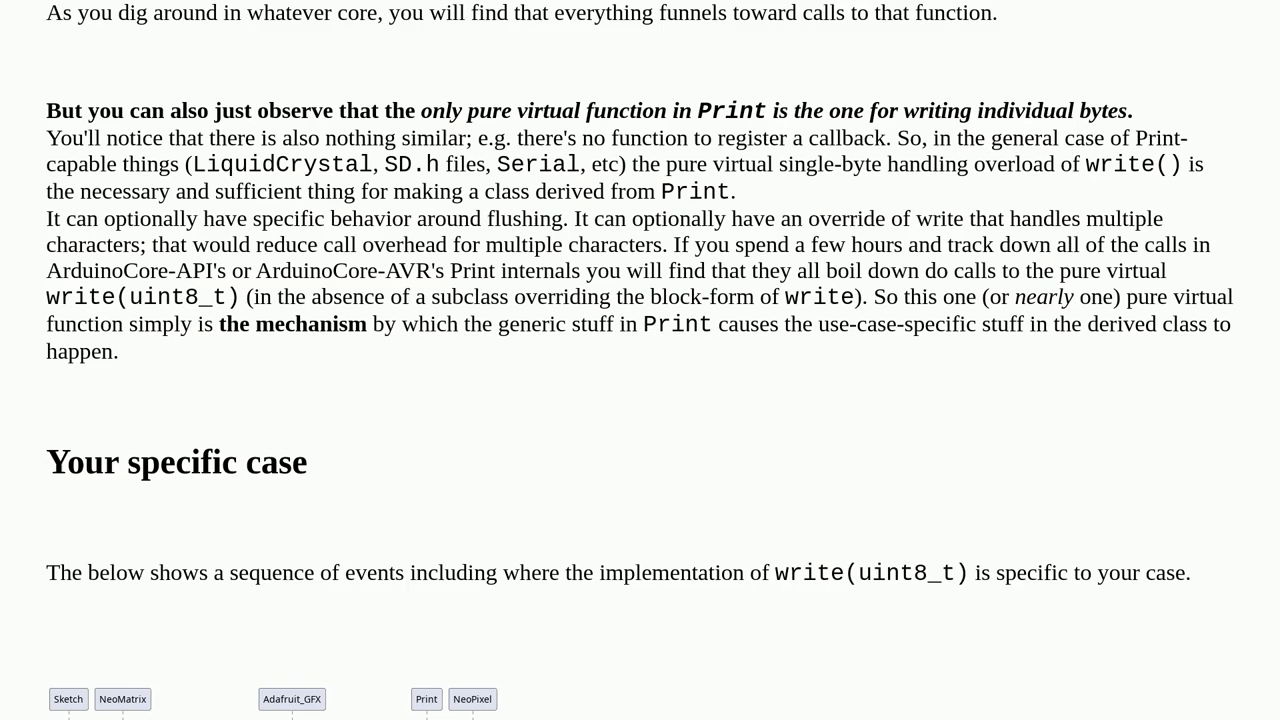 As you dig around in whatever core, you will find that everything funnels toward calls to that function.
But you can also just observe that the only pure virtual function in Print is the one for writing individual bytes.
You'll notice that there is also nothing similar; e.g. there's no function to register a callback. So, in the general case of Print-
capable things (LiquidCrystal, SD.h files, Serial, etc) the pure virtual single-byte handling overload of write() is
the necessary and sufficient thing for making a class derived from Print.
It can optionally have specific behavior around flushing. It can optionally have an override of write that handles multiple
characters; that would reduce call overhead for multiple characters. If you spend a few hours and track down all of the calls in
ArduinoCore-API's or ArduinoCore-AVR's Print internals you will find that they all boil down do calls to the pure virtual
write(uint8_t) (in the absence of a subclass overriding the block-form of write). So this one (or nearly one) pure virtual
function simply is the mechanism by which the generic stuff in Print causes the use-case-specific stuff in the derived class to
happen.
Your specific case
The below shows a sequence of events including where the implementation of write(uint8_t) is specific to your case.
Sketch NeoMatrix Adafruit_GFX Print NeoPixel